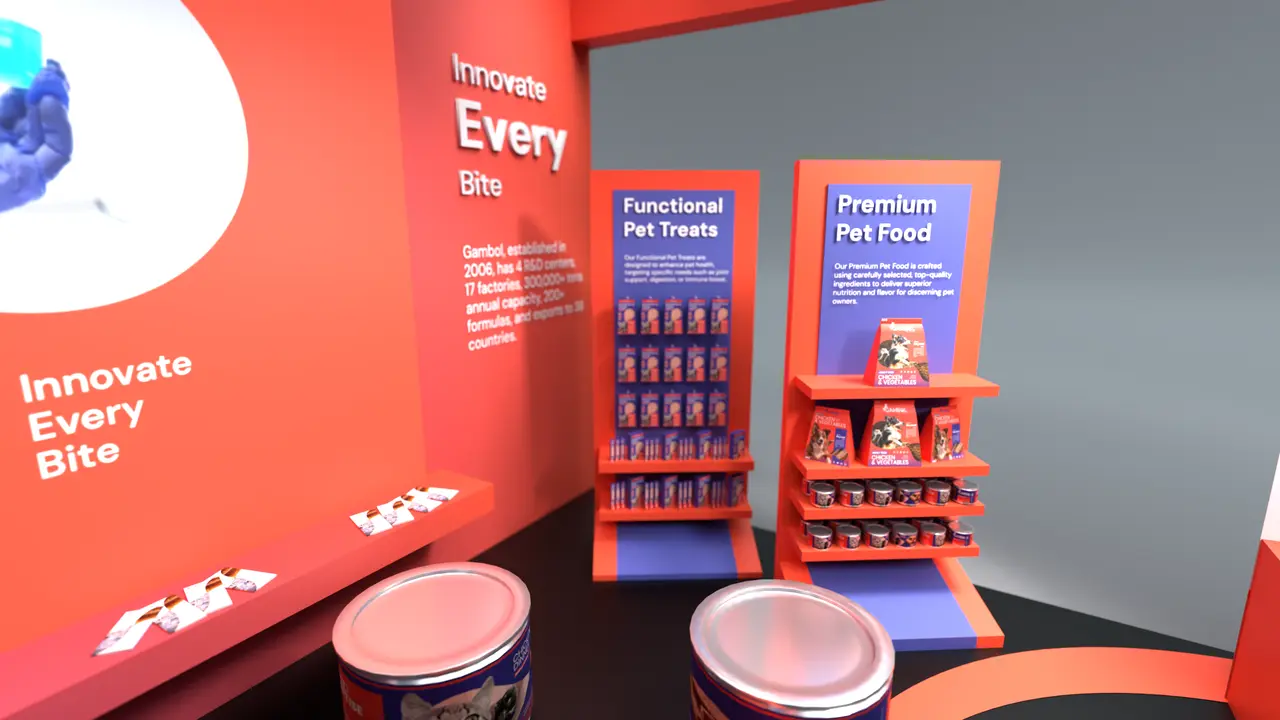 Innovate
Every
Bite
Innovate
Every
Bite
Gambol, established in
2006, has 4 R&D centers,
17 factories, 300,000+ tons
annual capacity, 200+
formulas, and exports to 38
countries.
Functional
Pet Treats
Our Functional Pet Treats are
designed to enhance pet health,
targeting specific needs such as joint
support, digestion, or immune boost.
Premium
Pet Food
Our Premium Pet Food is crafted
using carefully selected, top-quality
ingredients to deliver superior
nutrition and flavor for discerning pet
owners.
CHICKEN
& VEGETABLES
CHICKEN
& VEGETABLES